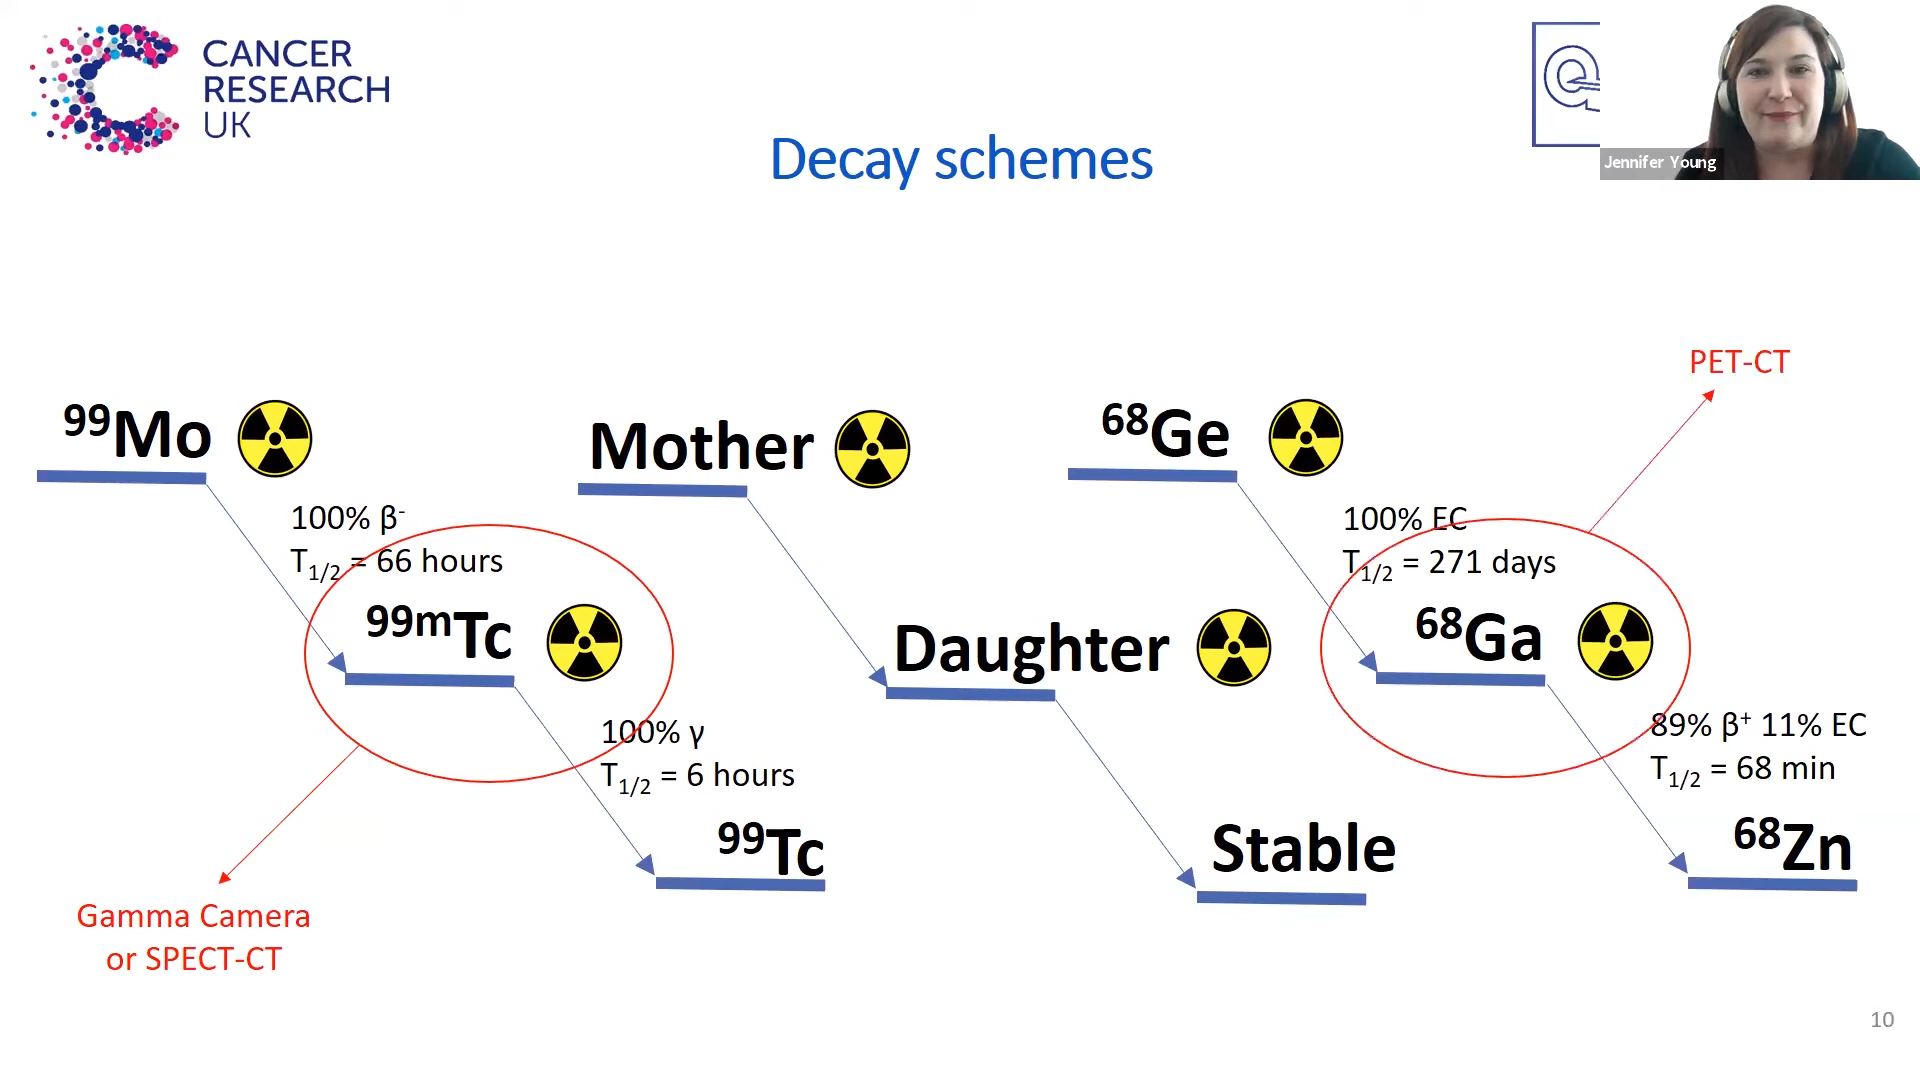 CANCER
RESEARCH
UK
Jennifer Young
Decay schemes
PET-CT
⁹⁹Mo
Mother
⁶⁸Ge
100% β⁻
T₁/₂ = 66 hours
100% EC
T₁/₂ = 271 days
⁹⁹ᵐTc
Daughter
⁶⁸Ga
100% γ
T₁/₂ = 6 hours
89% β⁺ 11% EC
T₁/₂ = 68 min
⁹⁹Tc
Stable
⁶⁸Zn
Gamma Camera
or SPECT-CT
10